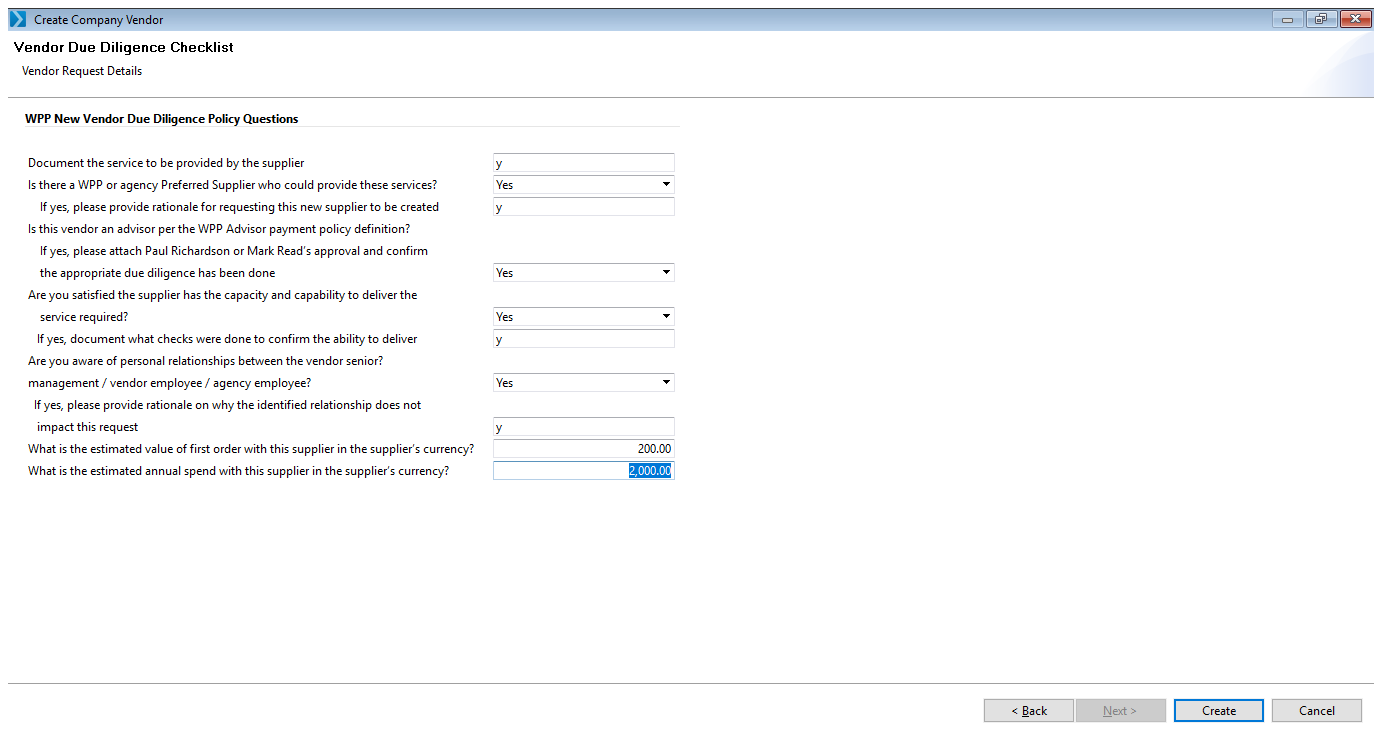 Create Company Vendor
Vendor Due Diligence Checklist
Vendor Request Details
WPP New Vendor Due Diligence Policy Questions
Document the service to be provided by the supplier y
Is there a WPP or agency Preferred Supplier who could provide these services? Yes
If yes, please provide rationale for requesting this new supplier to be created y
Is this vendor an advisor per the WPP Advisor payment policy definition?
If yes, please attach Paul Richardson or Mark Read's approval and confirm
the appropriate due diligence has been done Yes
Are you satisfied the supplier has the capacity and capability to deliver the
service required? Yes
If yes, document what checks were done to confirm the ability to deliver y
Are you aware of personal relationships between the vendor senior?
management / vendor employee / agency employee? Yes
If yes, please provide rationale on why the identified relationship does not
impact this request y
What is the estimated value of first order with this supplier in the supplier's currency? 200.00
What is the estimated annual spend with this supplier in the supplier's currency? 2,000.00
< Back Next > Create Cancel